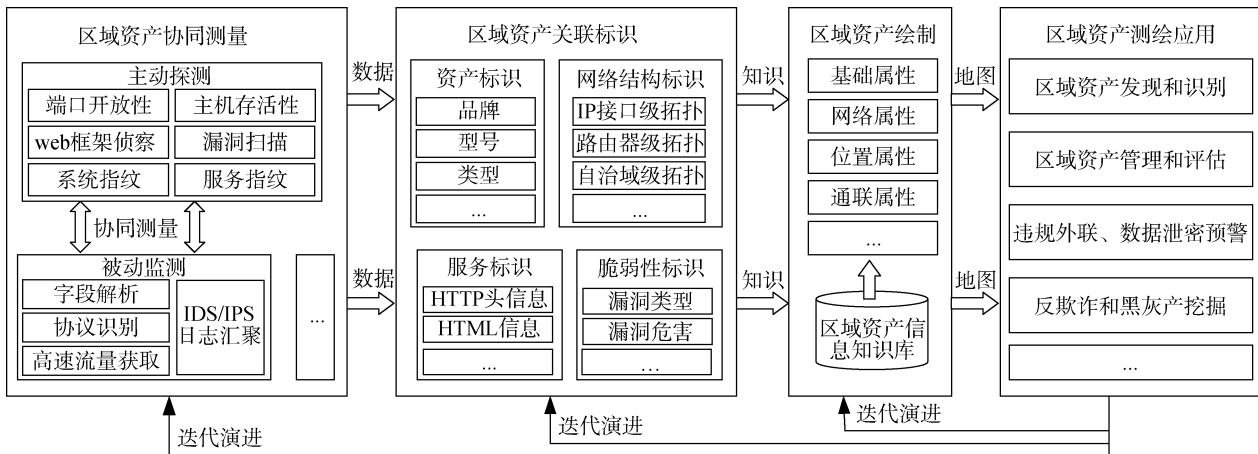 区域资产协同测量
主动探测
端口开放性
主机存活性
web框架侦察
漏洞扫描
系统指纹
服务指纹
协同测量
被动监测
字段解析
协议识别
高速流量获取
IDS/IPS
日志汇聚
...
数据
数据
区域资产关联标识
资产标识
品牌
型号
类型
...
网络结构标识
IP接口级拓扑
路由器级拓扑
自治域级拓扑
...
服务标识
HTTP头信息
HTML信息
...
脆弱性标识
漏洞类型
漏洞危害
...
知识
知识
区域资产绘制
基础属性
网络属性
位置属性
通联属性
...
区域资产信
息知识库
地图
地图
区域资产测绘应用
区域资产发现和识别
区域资产管理和评估
违规外联、数据泄密预警
反欺诈和黑灰产挖掘
...
迭代演进
迭代演进
迭代演进